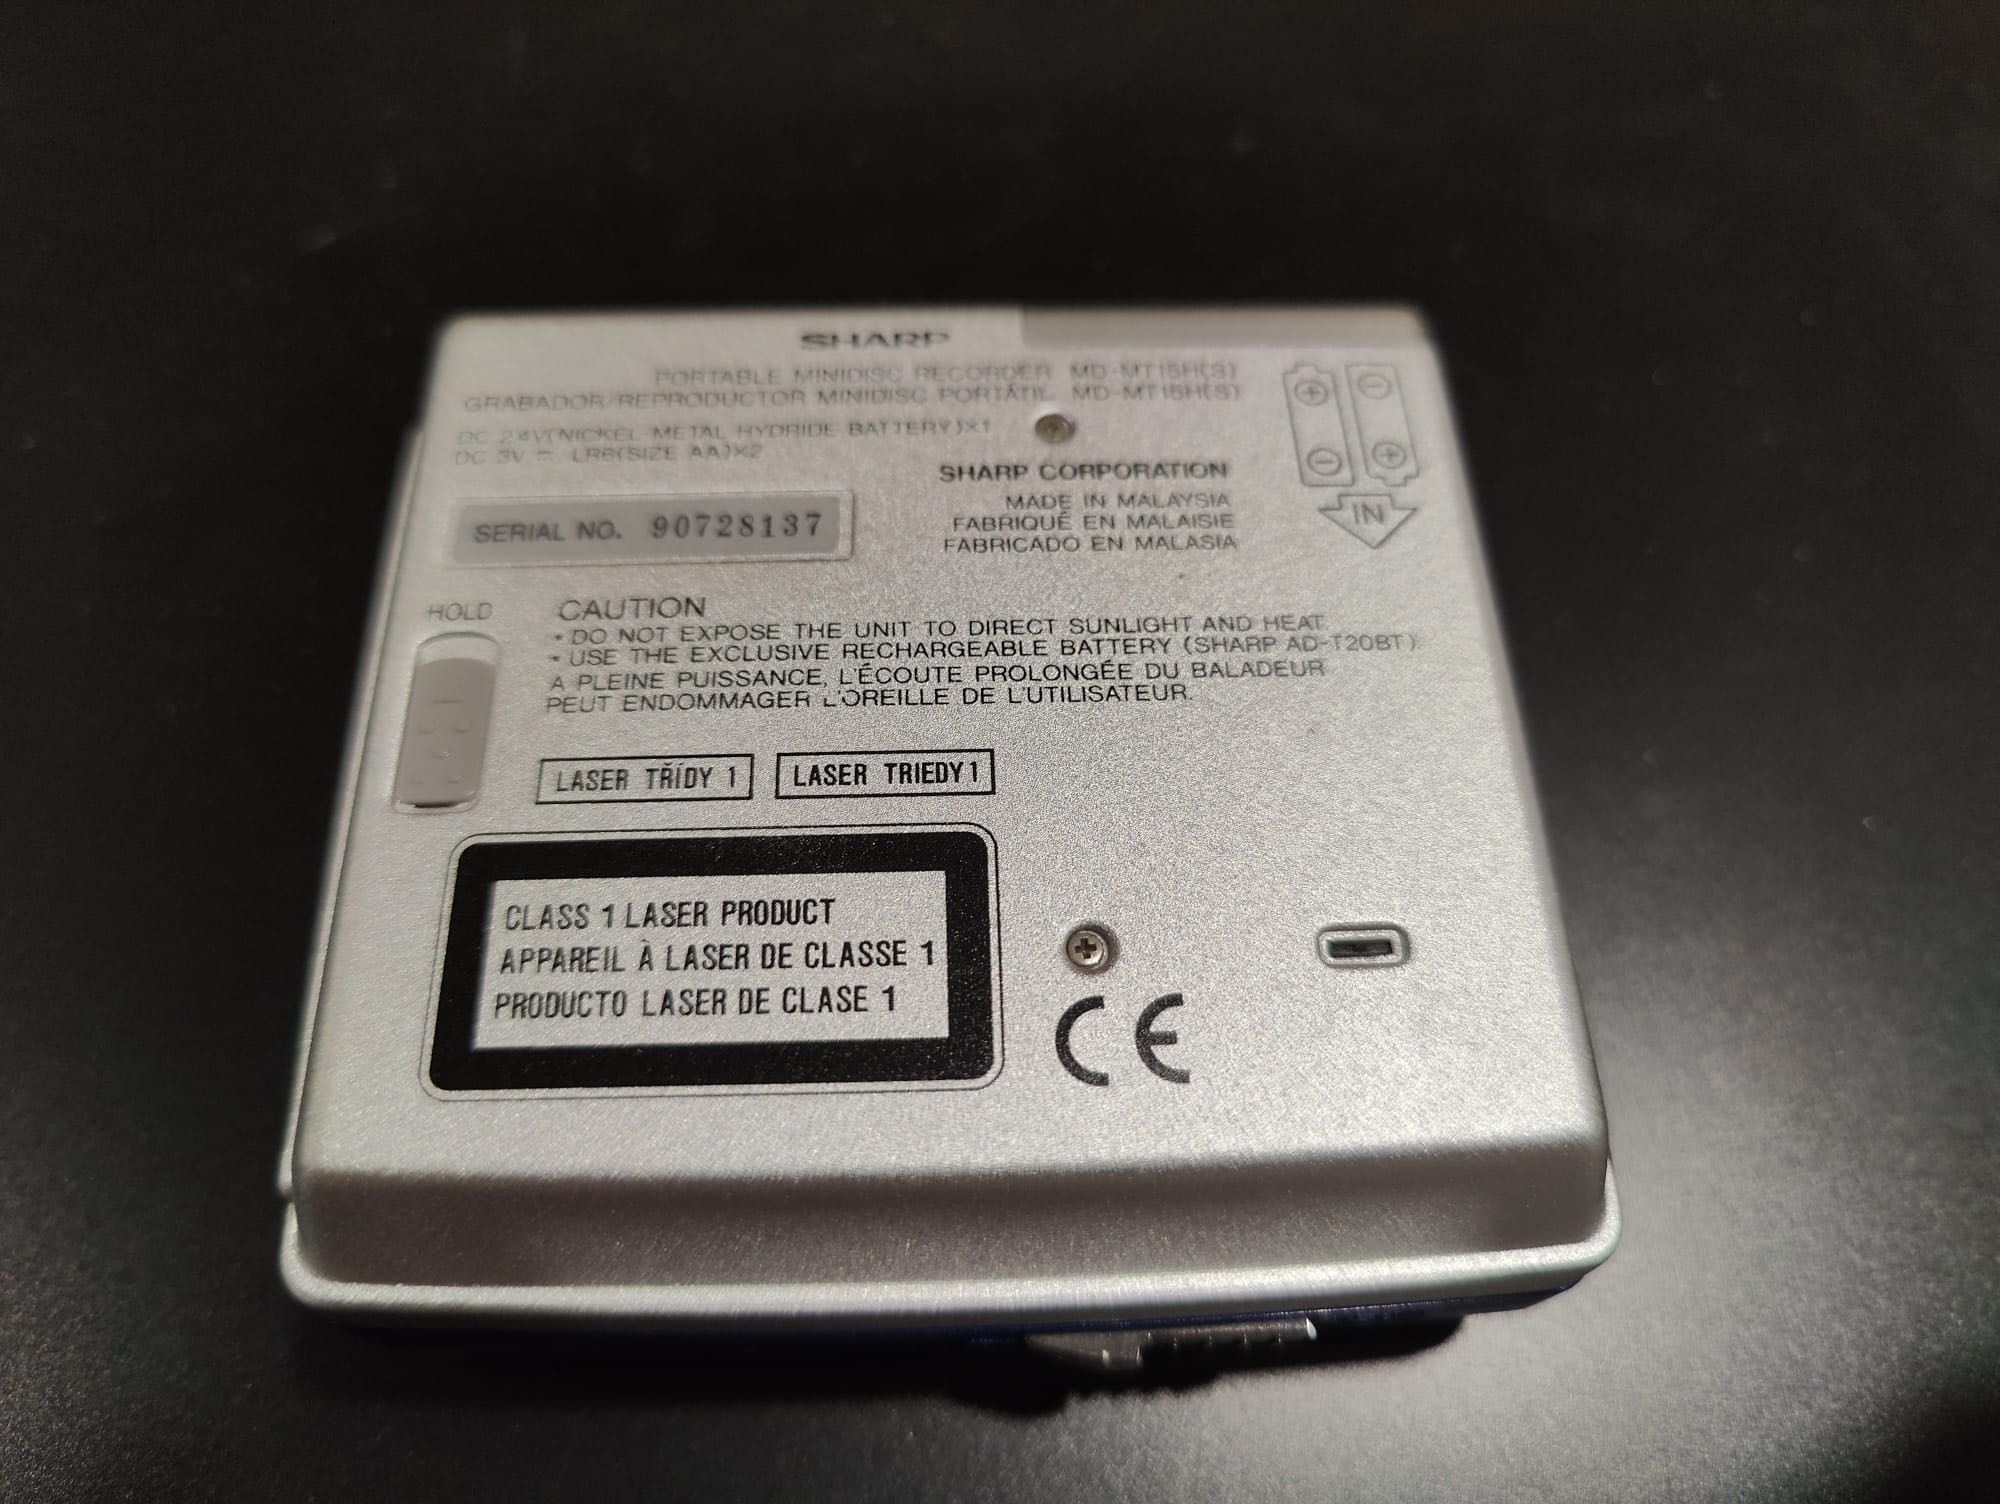 SHARP
PORTABLE MINIDISC RECORDER MD-MT15H(S)
GRABADOR/REPRODUCTOR MINIDISC PORTÁTIL MD-MT15H(S)
DC 2.4V(NICKEL-METAL HYDRIDE BATTERY)×1
DC 3V ⎓ LR6(SIZE AA)×2
SHARP CORPORATION
MADE IN MALAYSIA
FABRIQUÉ EN MALAISIE
FABRICADO EN MALASIA
IN
SERIAL NO. 90728137
HOLD
CAUTION
• DO NOT EXPOSE THE UNIT TO DIRECT SUNLIGHT AND HEAT.
• USE THE EXCLUSIVE RECHARGEABLE BATTERY (SHARP AD-T20BT).
A PLEINE PUISSANCE, L'ÉCOUTE PROLONGÉE DU BALADEUR
PEUT ENDOMMAGER L'OREILLE DE L'UTILISATEUR.
LASER TŘÍDY 1
LASER TRIEDY 1
CLASS 1 LASER PRODUCT
APPAREIL À LASER DE CLASSE 1
PRODUCTO LASER DE CLASE 1
CE